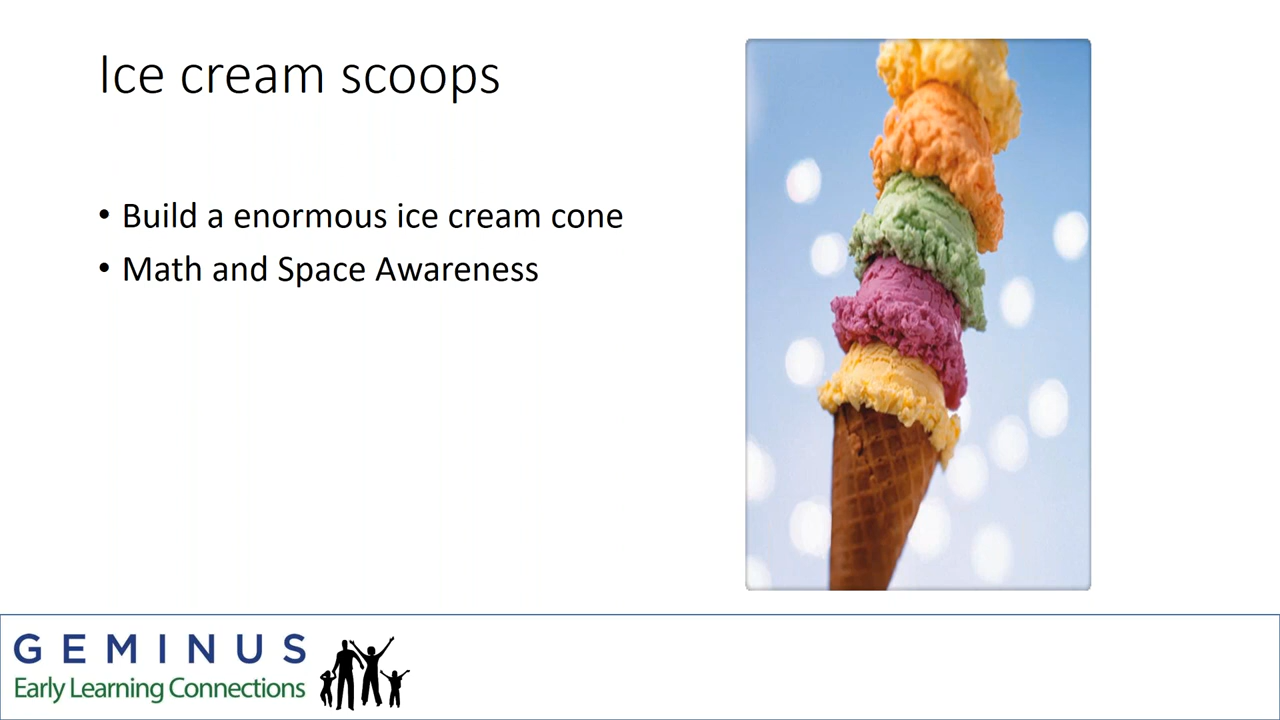 Ice cream scoops
• Build a enormous ice cream cone
• Math and Space Awareness
GEMINUS
Early Learning Connections